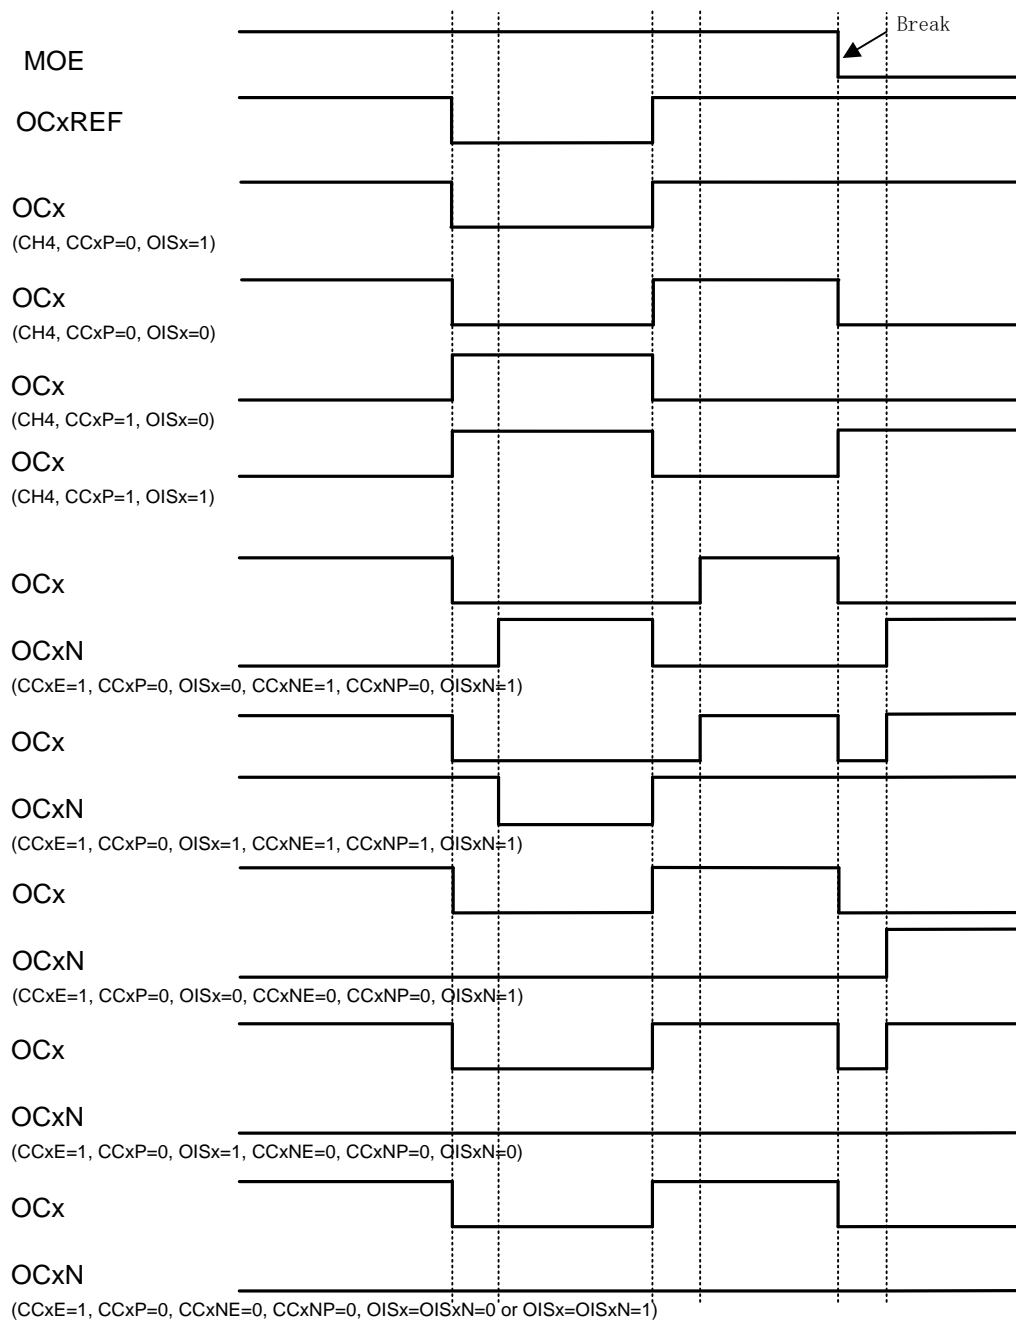 Break
MOE
OCxREF
OCx
(CH4, CCxP=0, OISx=1)
OCx
(CH4, CCxP=0, OISx=0)
OCx
(CH4, CCxP=1, OISx=0)
OCx
(CH4, CCxP=1, OISx=1)
OCx
OCxN
(CCxE=1, CCxP=0, OISx=0, CCxNE=1, CCxNP=0, OISxN=1)
OCx
OCxN
(CCxE=1, CCxP=0, OISx=1, CCxNE=1, CCxNP=1, OISxN=1)
OCx
OCxN
(CCxE=1, CCxP=0, OISx=0, CCxNE=0, CCxNP=0, OISxN=1)
OCx
OCxN
(CCxE=1, CCxP=0, OISx=1, CCxNE=0, CCxNP=0, OISxN=0)
OCx
OCxN
(CCxE=1, CCxP=0, CCxNE=0, CCxNP=0, OISx=OISxN=0 or OISx=OISxN=1)